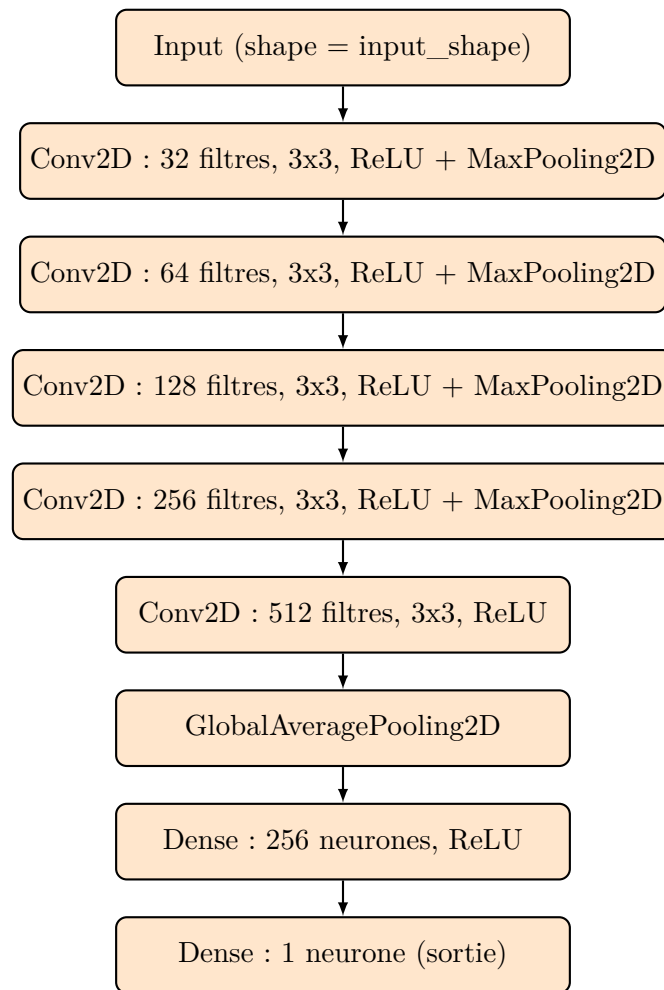 Input (shape = input_shape)
Conv2D : 32 filtres, 3x3, ReLU + MaxPooling2D
Conv2D : 64 filtres, 3x3, ReLU + MaxPooling2D
Conv2D : 128 filtres, 3x3, ReLU + MaxPooling2D
Conv2D : 256 filtres, 3x3, ReLU + MaxPooling2D
Conv2D : 512 filtres, 3x3, ReLU
GlobalAveragePooling2D
Dense : 256 neurones, ReLU
Dense : 1 neurone (sortie)